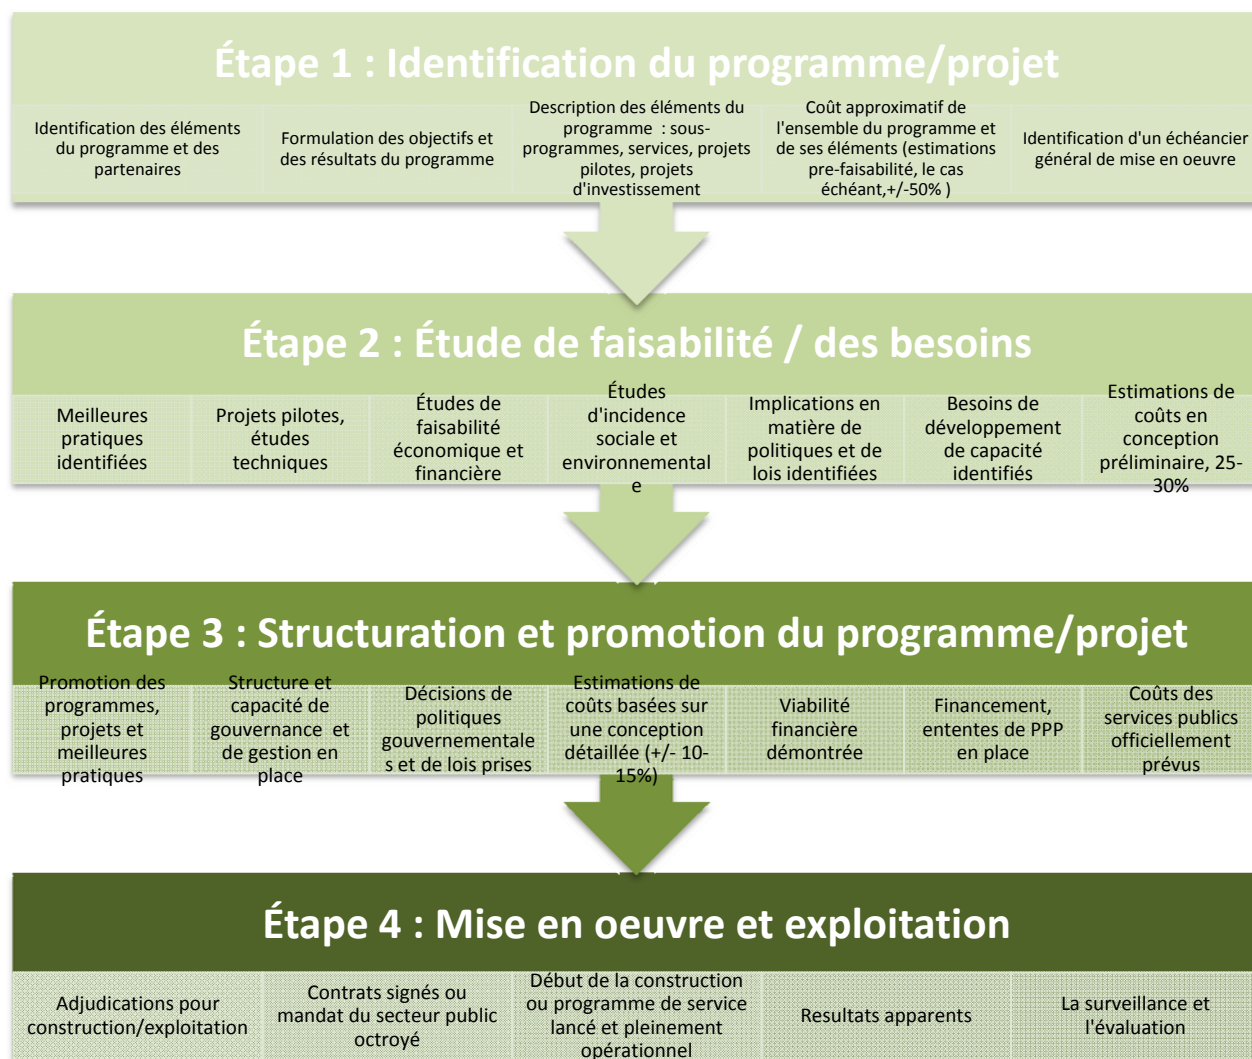 Étape 1 : Identification du programme/projet
Identification des éléments
du programme et des
partenaires
Formulation des objectifs et
des résultats du programme
Description des éléments du
programme : sous-
programmes, services, projets
pilotes, projets
d'investissement
Coût approximatif de
l'ensemble du programme et
de ses éléments (estimations
pre-faisabilité, le cas
échéant,+/-50% )
Identification d'un échéancier
général de mise en oeuvre
Étape 2 : Étude de faisabilité / des besoins
Meilleures
pratiques
identifiées
Projets pilotes,
études
techniques
Études de
faisabilité
économique et
financière
Études
d'incidence
sociale et
environnemental
e
Implications en
matière de
politiques et de
lois identifiées
Besoins de
développement
de capacité
identifiés
Estimations de
coûts en
conception
préliminaire, 25-
30%
Étape 3 : Structuration et promotion du programme/projet
Promotion des
programmes,
projets et
meilleures
pratiques
Structure et
capacité de
gouvernance et
de gestion en
place
Décisions de
politiques
gouvernementale
s et de lois prises
Estimations de
coûts basées sur
une conception
détaillée (+/- 10-
15%)
Viabilité
financière
démontrée
Financement,
ententes de PPP
en place
Coûts des
services publics
officiellement
prévus
Étape 4 : Mise en oeuvre et exploitation
Adjudications pour
construction/exploitation
Contrats signés ou
mandat du secteur public
octroyé
Début de la construction
ou programme de service
lancé et pleinement
opérationnel
Resultats apparents
La surveillance et
l'évaluation